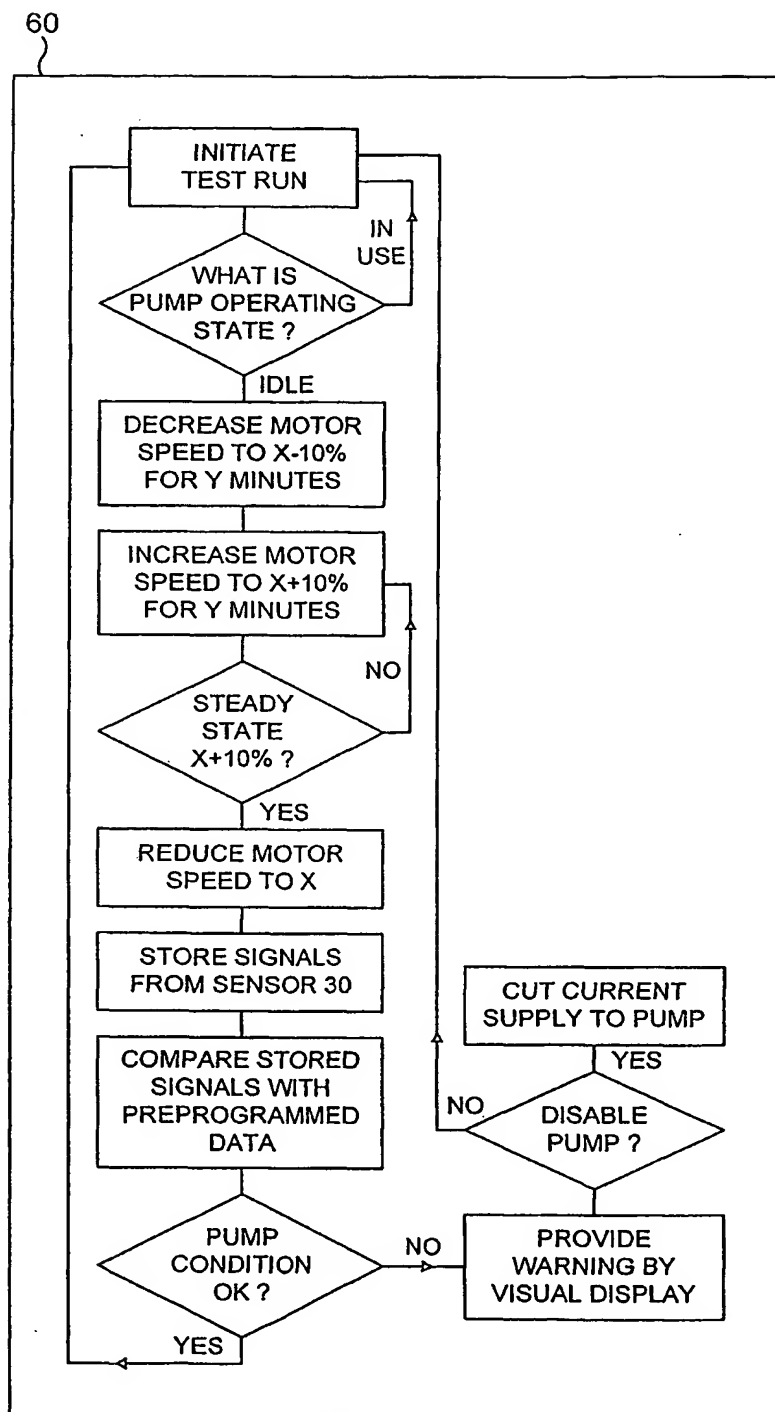 60
INITIATE
TEST RUN
IN
USE
WHAT IS
PUMP OPERATING
STATE ?
IDLE
DECREASE MOTOR
SPEED TO X-10%
FOR Y MINUTES
INCREASE MOTOR
SPEED TO X+10%
FOR Y MINUTES
NO
STEADY
STATE
X+10% ?
YES
REDUCE MOTOR
SPEED TO X
STORE SIGNALS
FROM SENSOR 30
COMPARE STORED
SIGNALS WITH
PREPROGRAMMED
DATA
PUMP
CONDITION
OK ?
YES
NO
PROVIDE
WARNING BY
VISUAL DISPLAY
DISABLE
PUMP ?
NO
YES
CUT CURRENT
SUPPLY TO PUMP